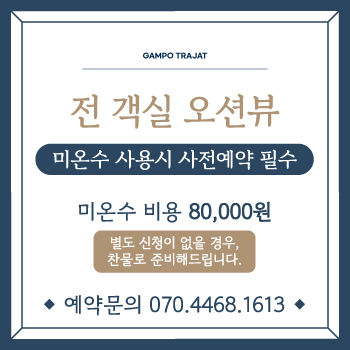 GAMPO TRAJAT
전 객실 오션뷰
미온수 사용시 사전예약 필수
미온수 비용 80,000원
별도 신청이 없을 경우,
찬물로 준비해드립니다.
예약문의 070.4468.1613